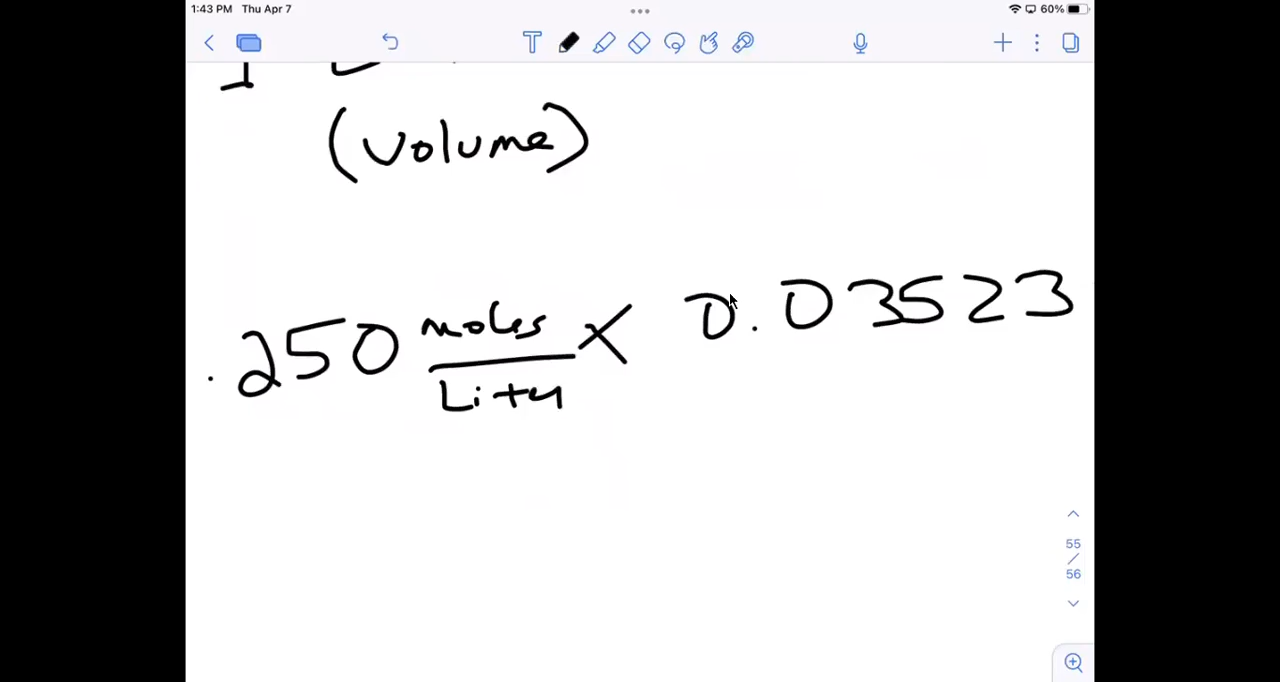 1:43 PM Thu Apr 7
60%
(volume)
.250 moles × 0.03523
Liter
55
/
56